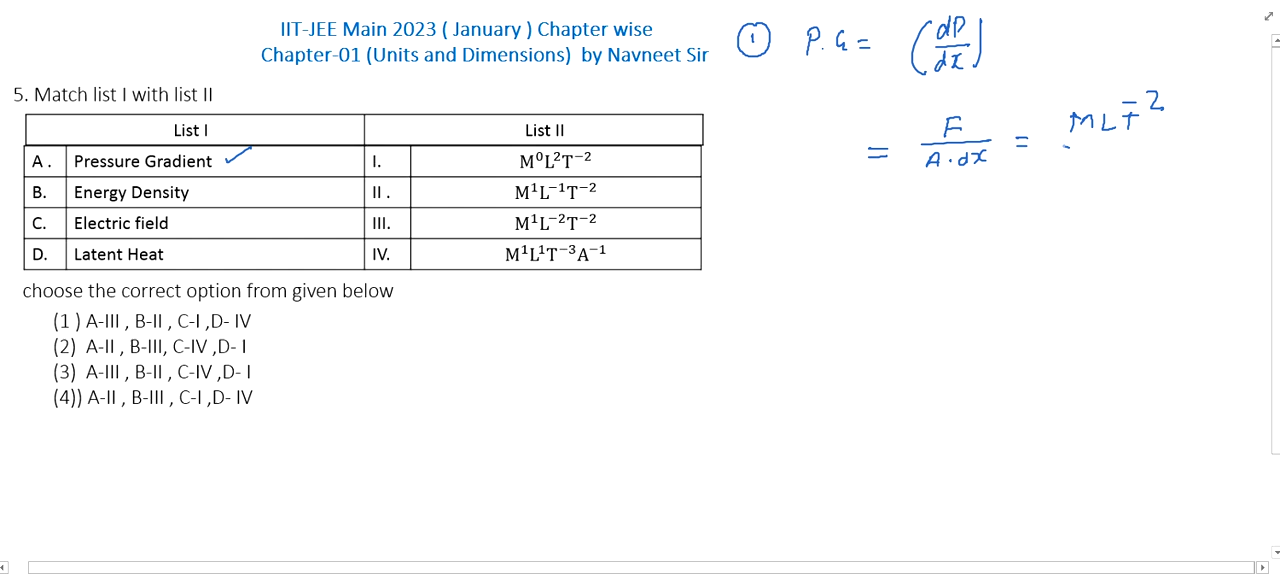 IIT-JEE Main 2023 ( January ) Chapter wise
Chapter-01 (Units and Dimensions) by Navneet Sir
5. Match list I with list II
List I List II
A . Pressure Gradient I. M⁰L²T⁻²
B. Energy Density II . M¹L⁻¹T⁻²
C. Electric field III. M¹L⁻²T⁻²
D. Latent Heat IV. M¹L¹T⁻³A⁻¹
choose the correct option from given below
(1 ) A-III , B-II , C-I ,D- IV
(2) A-II , B-III, C-IV ,D- I
(3) A-III , B-II , C-IV ,D- I
(4)) A-II , B-III , C-I ,D- IV
① P.G = (dP/dx)
= F/A.dx = MLT⁻²